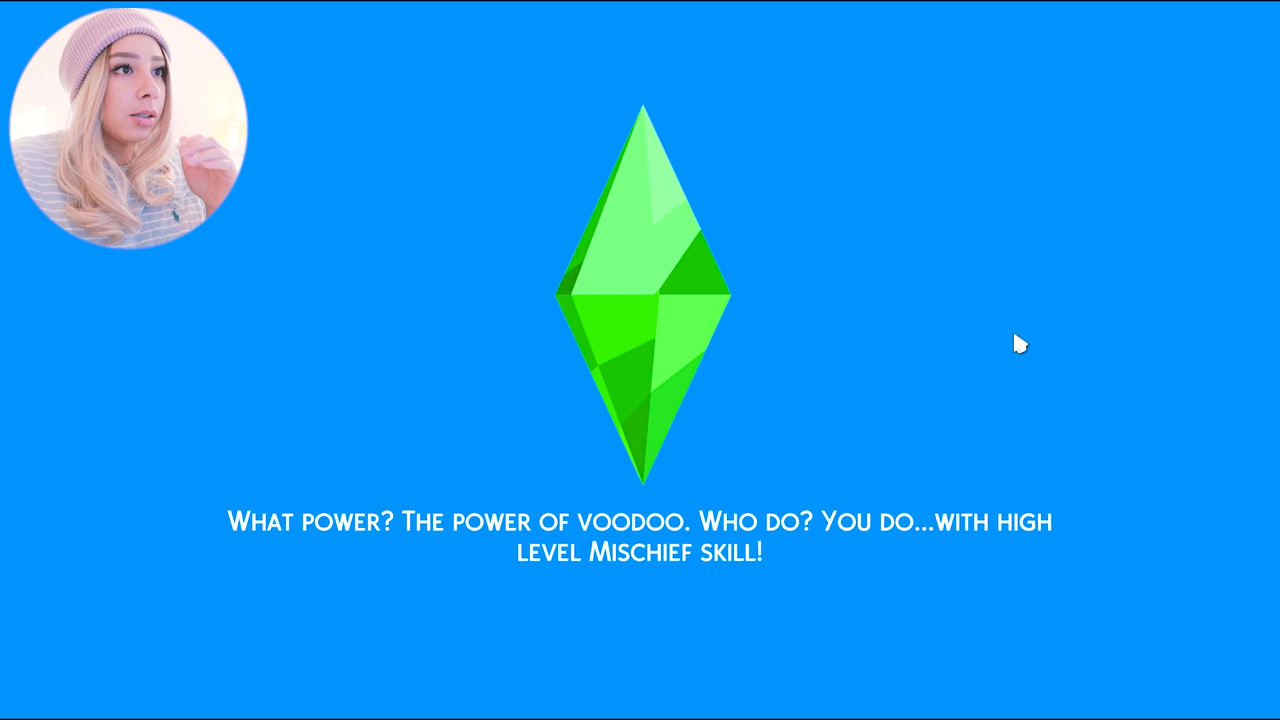 What power? The power of voodoo. Who do? You do...with high
level Mischief skill!